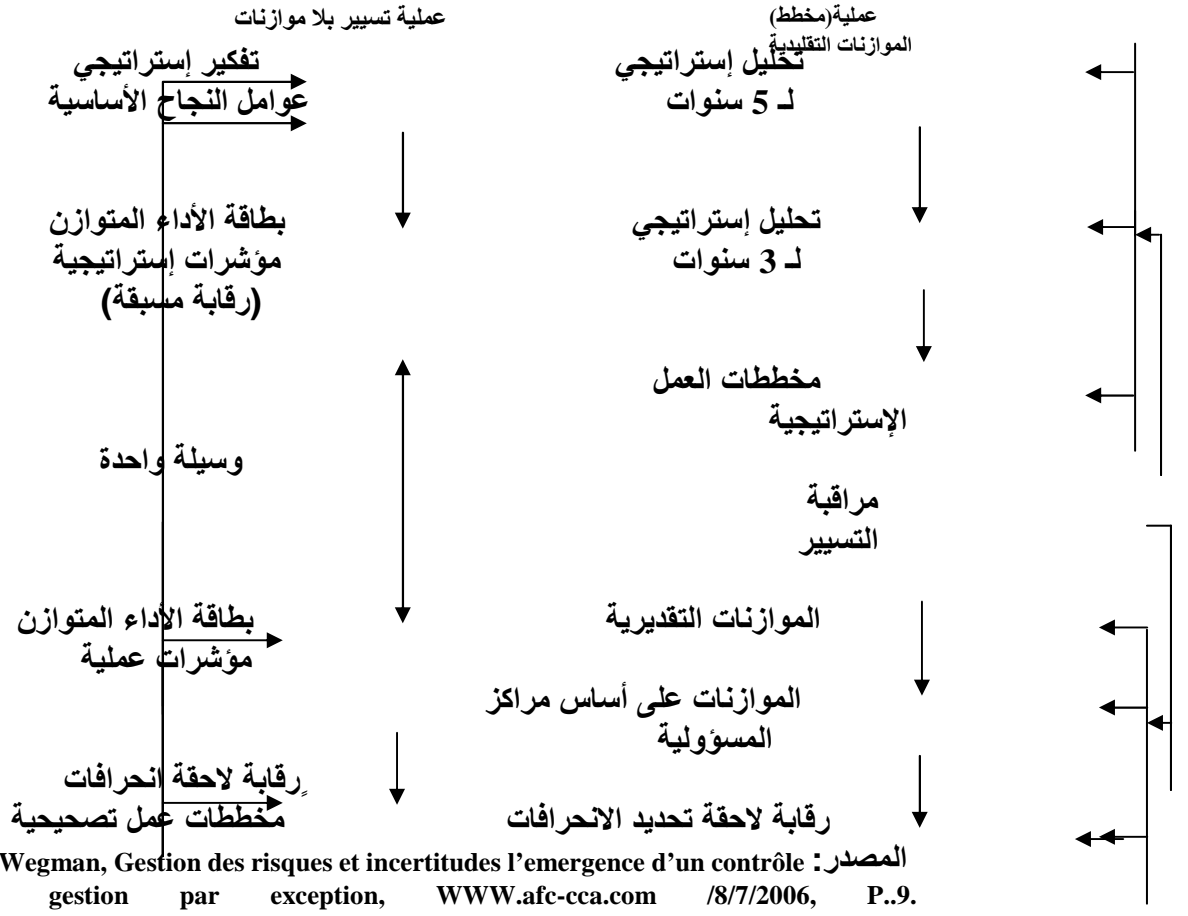 عملية(مخطط)
الموازنات التقليدية
عملية تسيير بلا موازنات
تحليل إستراتيجي
لـ 5 سنوات
تفكير إستراتيجي
عوامل النجاح الأساسية
تحليل إستراتيجي
لـ 3 سنوات
بطاقة الأداء المتوازن
مؤشرات إستراتيجية
(رقابة مسبقة)
مخططات العمل
الإستراتيجية
وسيلة واحدة
مراقبة
التسيير
الموازنات التقديرية
بطاقة الأداء المتوازن
مؤشرات عملية
الموازنات على أساس مراكز
المسؤولية
رقابة لاحقة تحديد الانحرافات
رقابة لاحقة انحرافات
مخططات عمل تصحيحية
المصدر: Wegman, Gestion des risques et incertitudes l’emergence d’un contrôle
gestion par exception, WWW.afc-cca.com /8/7/2006, P..9.